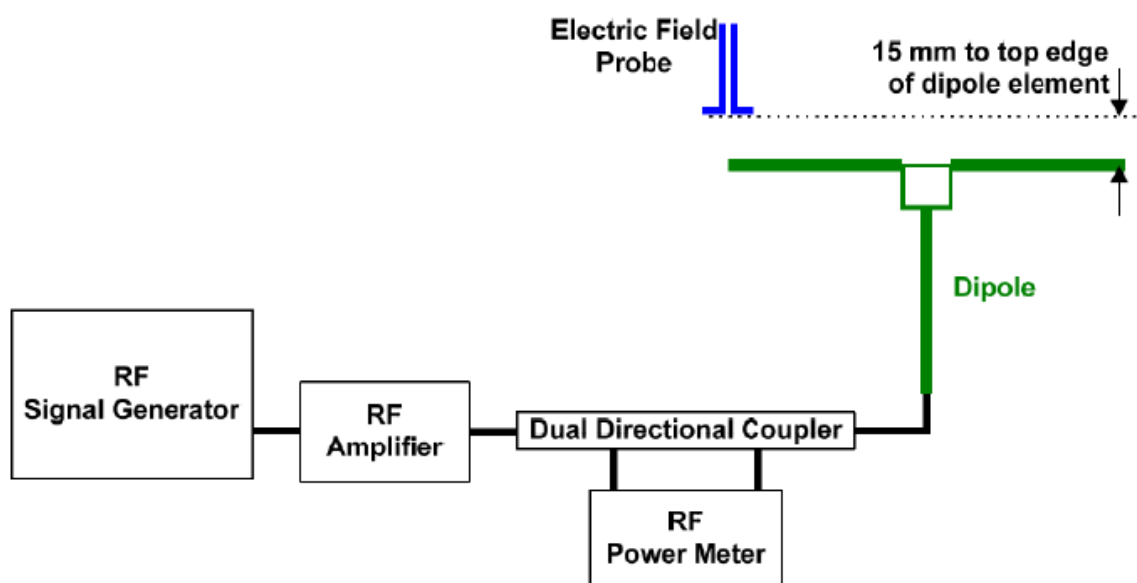 Electric Field
Probe
15 mm to top edge
of dipole element
Dipole
RF
Signal Generator
RF
Amplifier
Dual Directional Coupler
RF
Power Meter